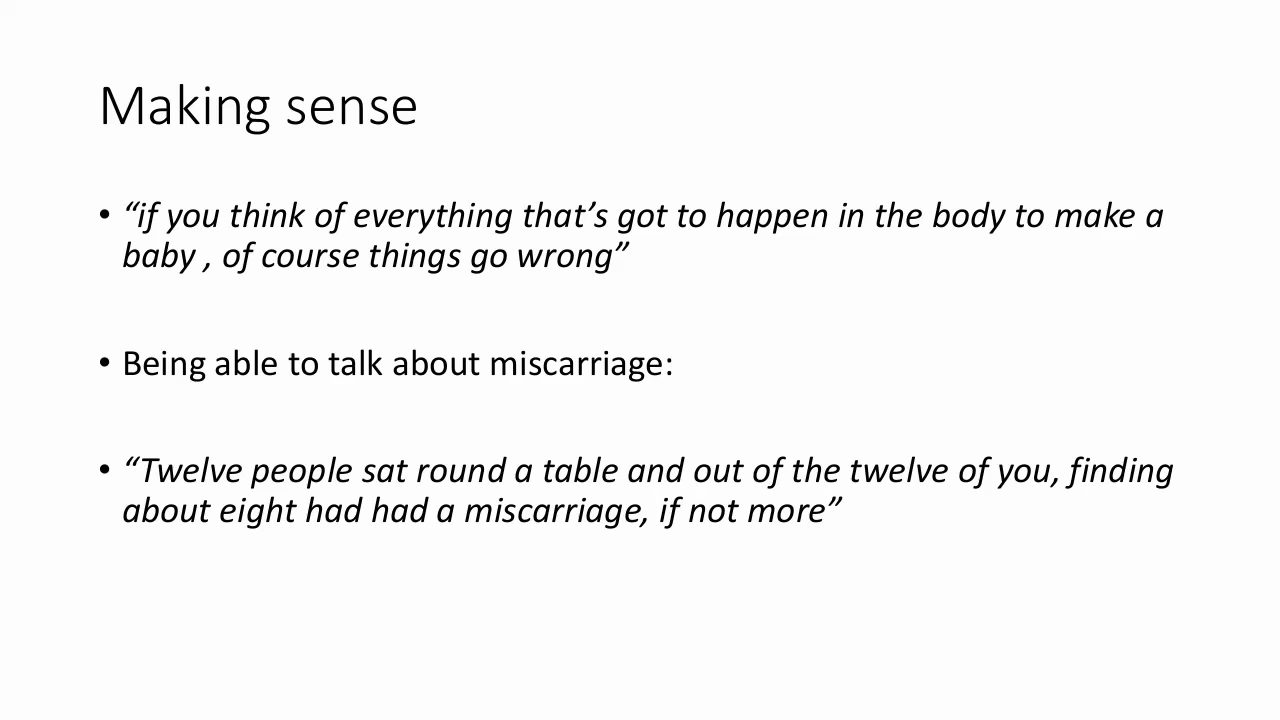 Making sense
• “if you think of everything that’s got to happen in the body to make a
baby , of course things go wrong”
• Being able to talk about miscarriage:
• “Twelve people sat round a table and out of the twelve of you, finding
about eight had had a miscarriage, if not more”